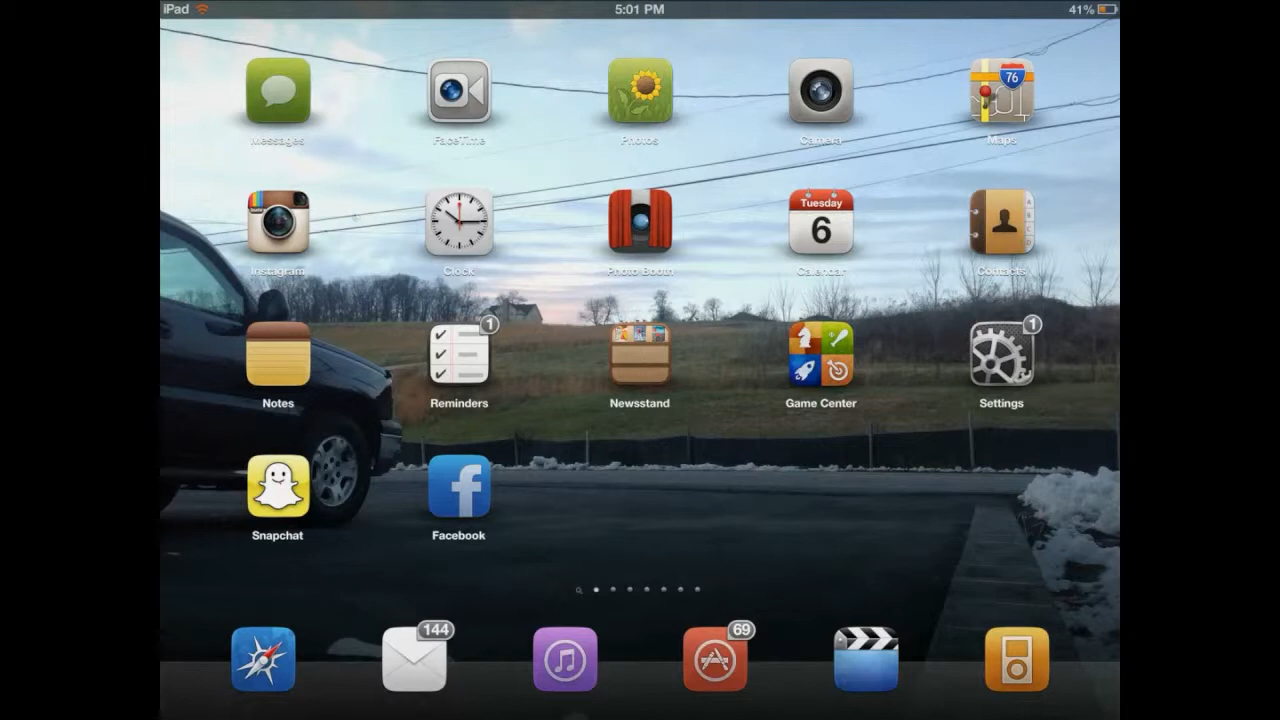 iPad 5:01 PM 41%
Messages FaceTime Photos Camera Maps
76
Tuesday
6
Instagram Clock Photo Booth Calendar Contacts
1 1
Notes Reminders Newsstand Game Center Settings
Snapchat Facebook
144 69